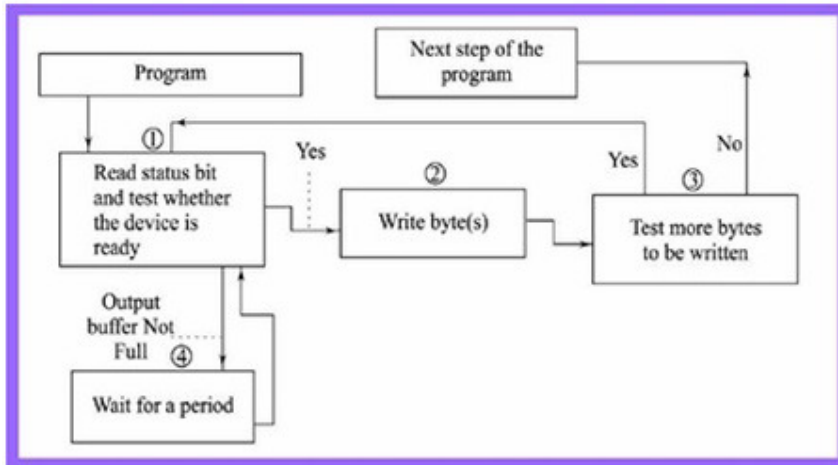 Program
Next step of the
program
①
Read status bit
and test whether
the device is
ready
Yes
②
Write byte(s)
Yes
No
③
Test more bytes
to be written
Output
buffer Not
Full
④
Wait for a period